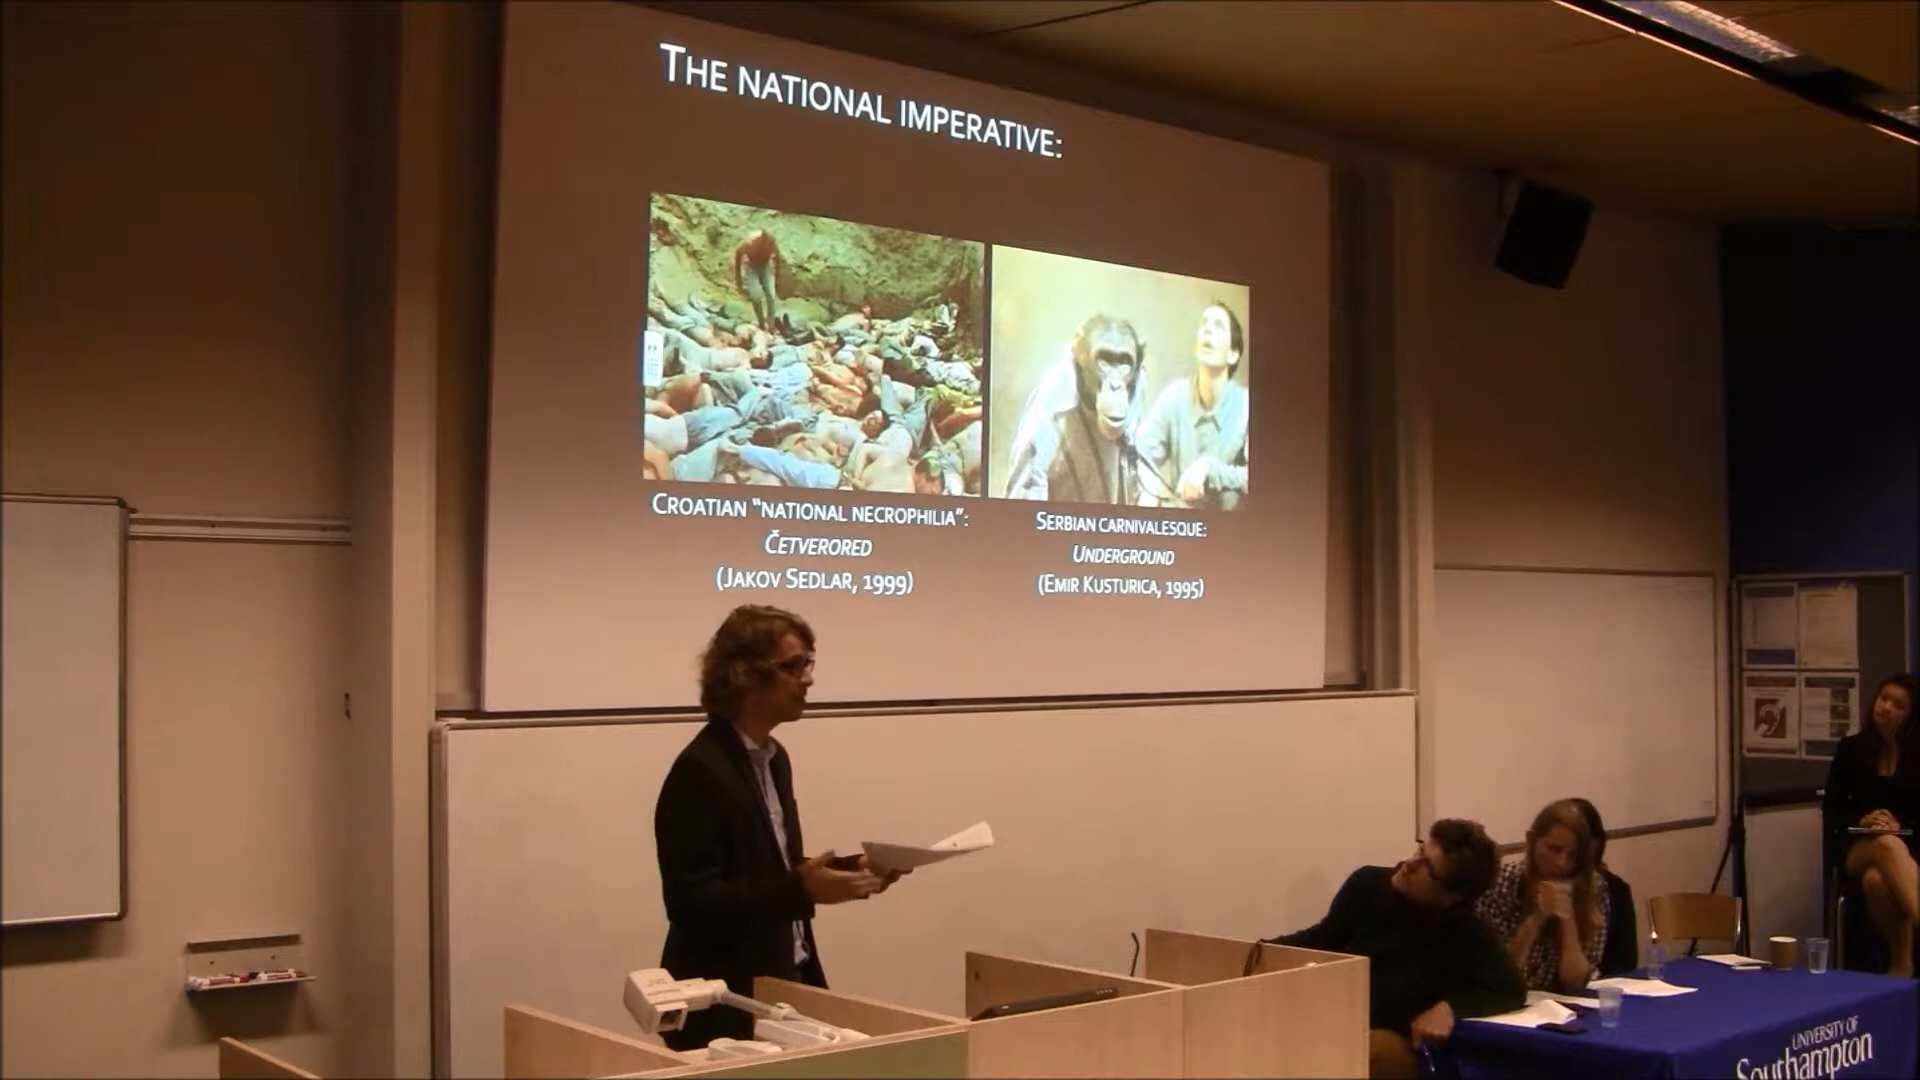 THE NATIONAL IMPERATIVE:
CROATIAN “NATIONAL NECROPHILIA”:
ČETVERORED
(JAKOV SEDLAR, 1999)
SERBIAN CARNIVALESQUE:
UNDERGROUND
(EMIR KUSTURICA, 1995)
UNIVERSITY OF
Southampton